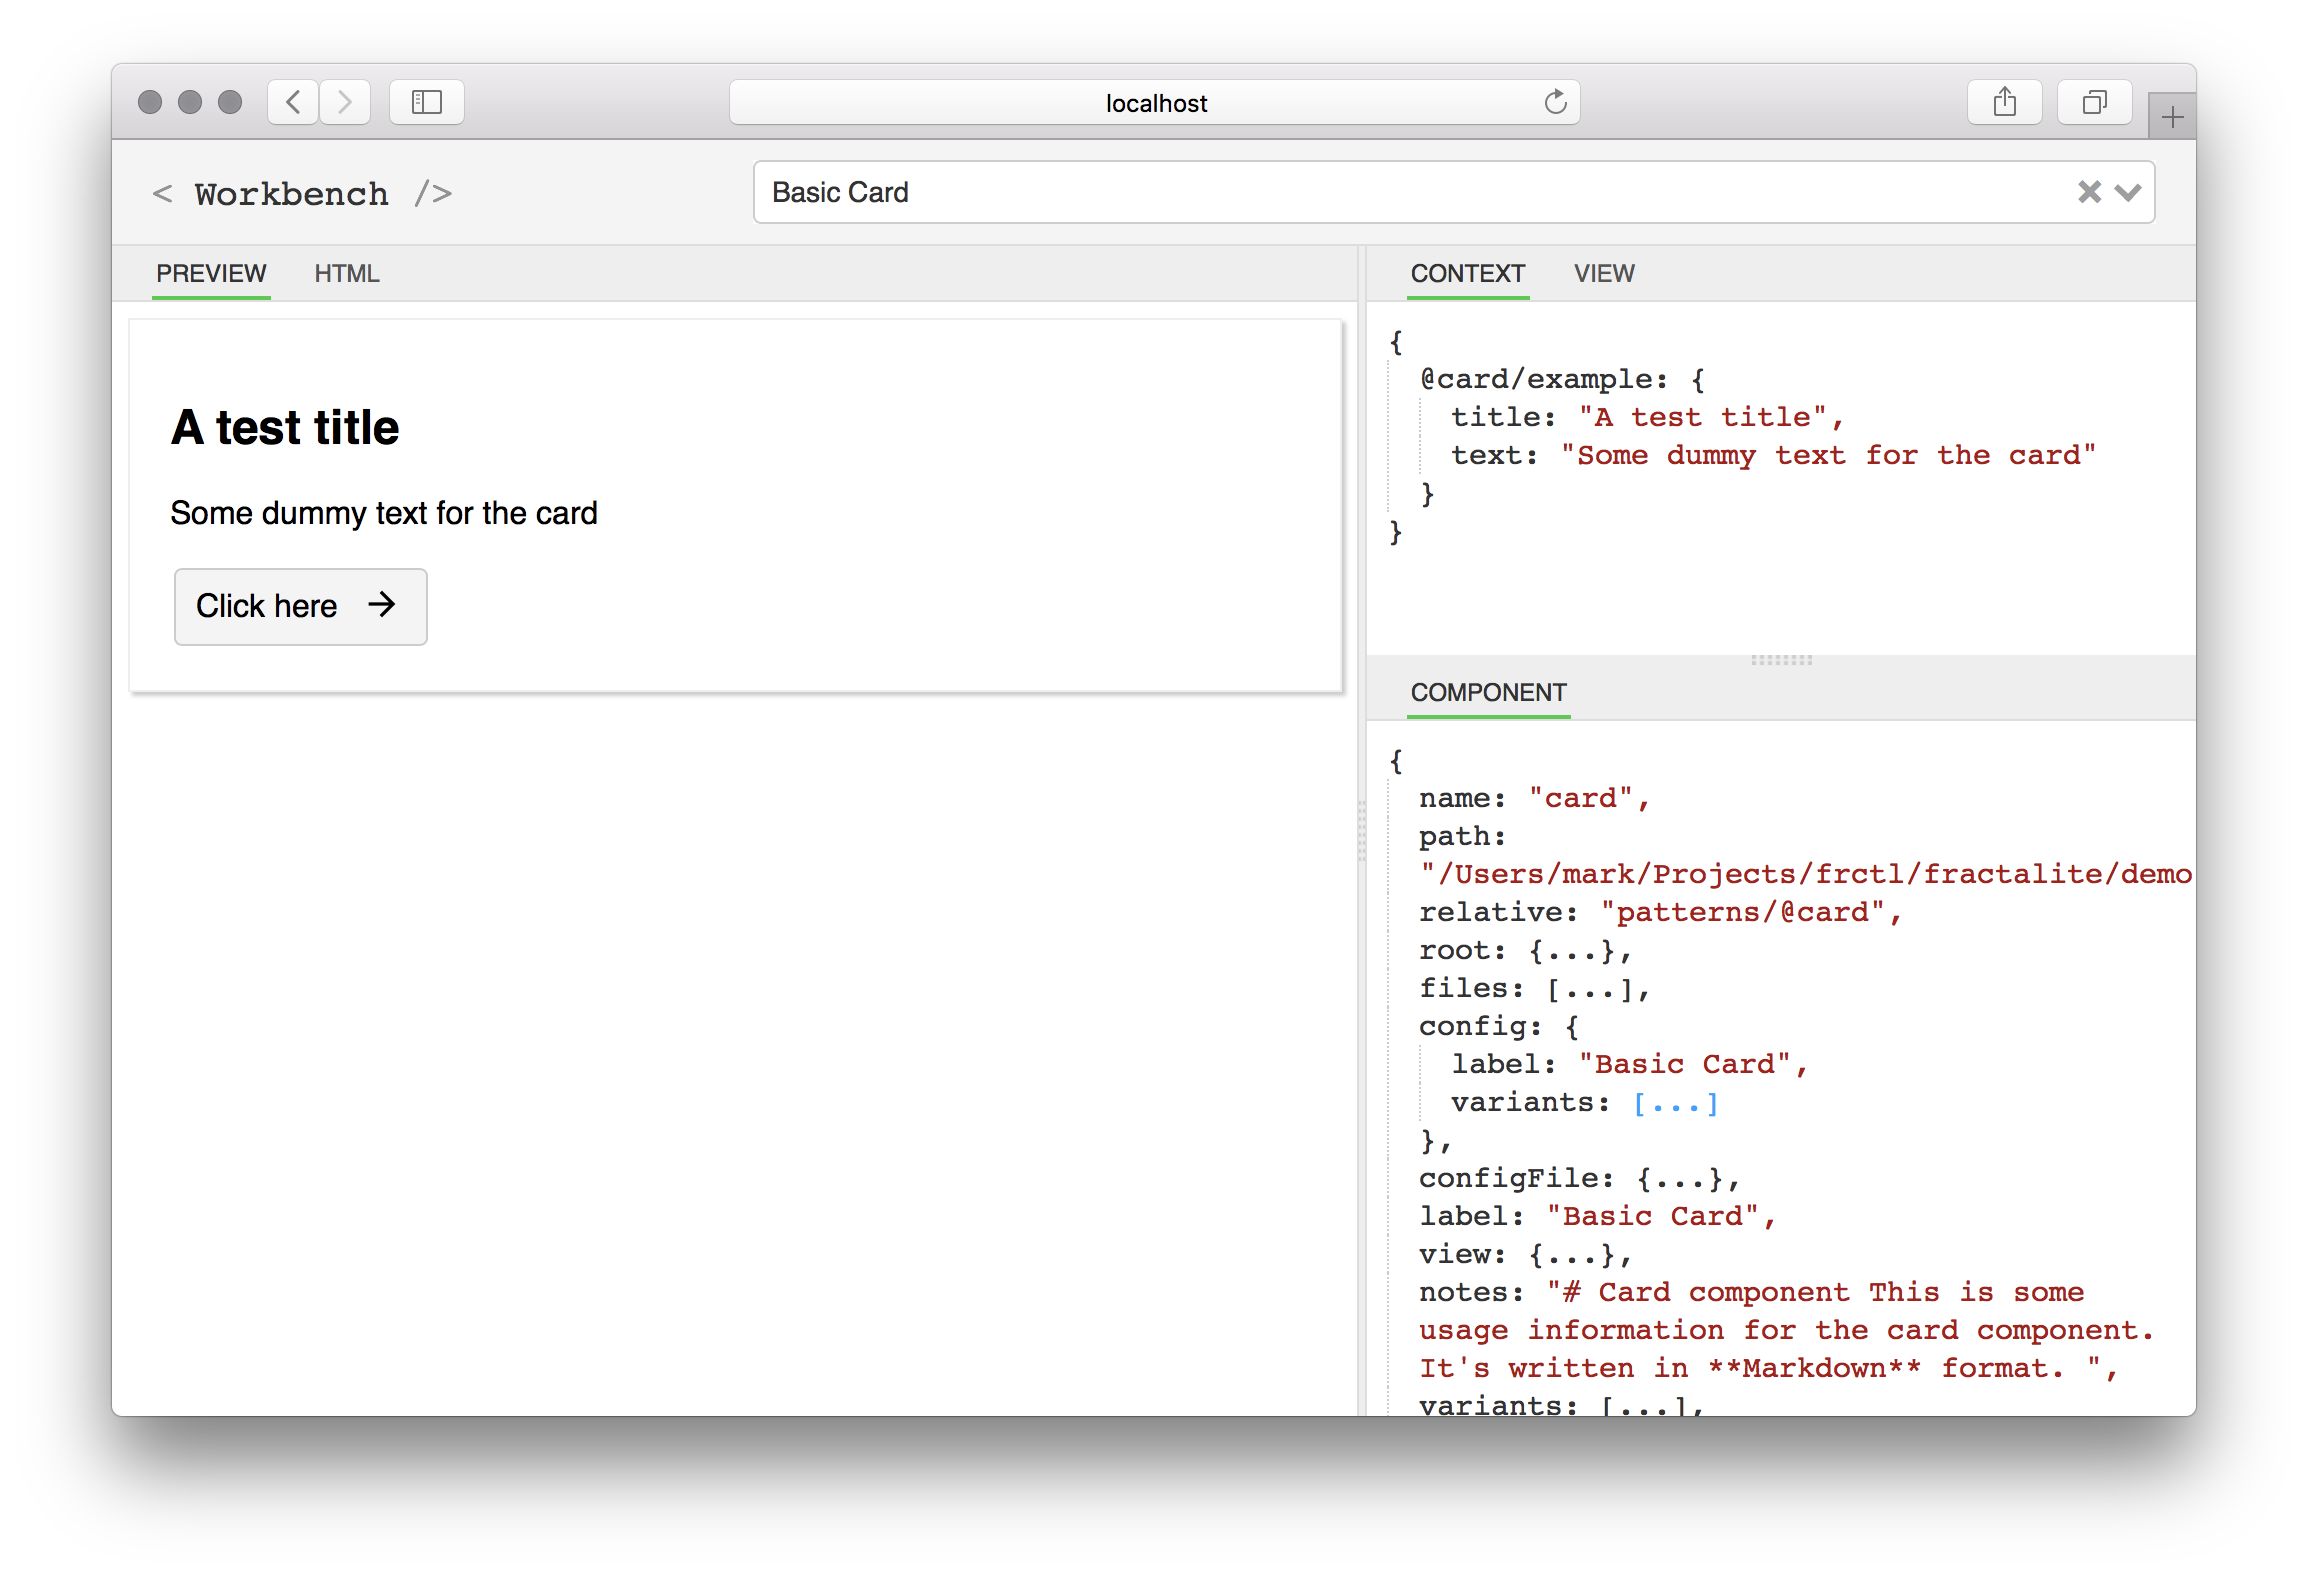 localhost
< Workbench />
Basic Card
PREVIEW HTML
A test title
Some dummy text for the card
Click here →
CONTEXT VIEW
{
@card/example: {
title: "A test title",
text: "Some dummy text for the card"
}
}
COMPONENT
{
name: "card",
path:
"/Users/mark/Projects/frctl/fractalite/demo
relative: "patterns/@card",
root: {...},
files: [...],
config: {
label: "Basic Card",
variants: [...]
},
configFile: {...},
label: "Basic Card",
view: {...},
notes: "# Card component This is some
usage information for the card component.
It's written in **Markdown** format. ",
variants: [...],